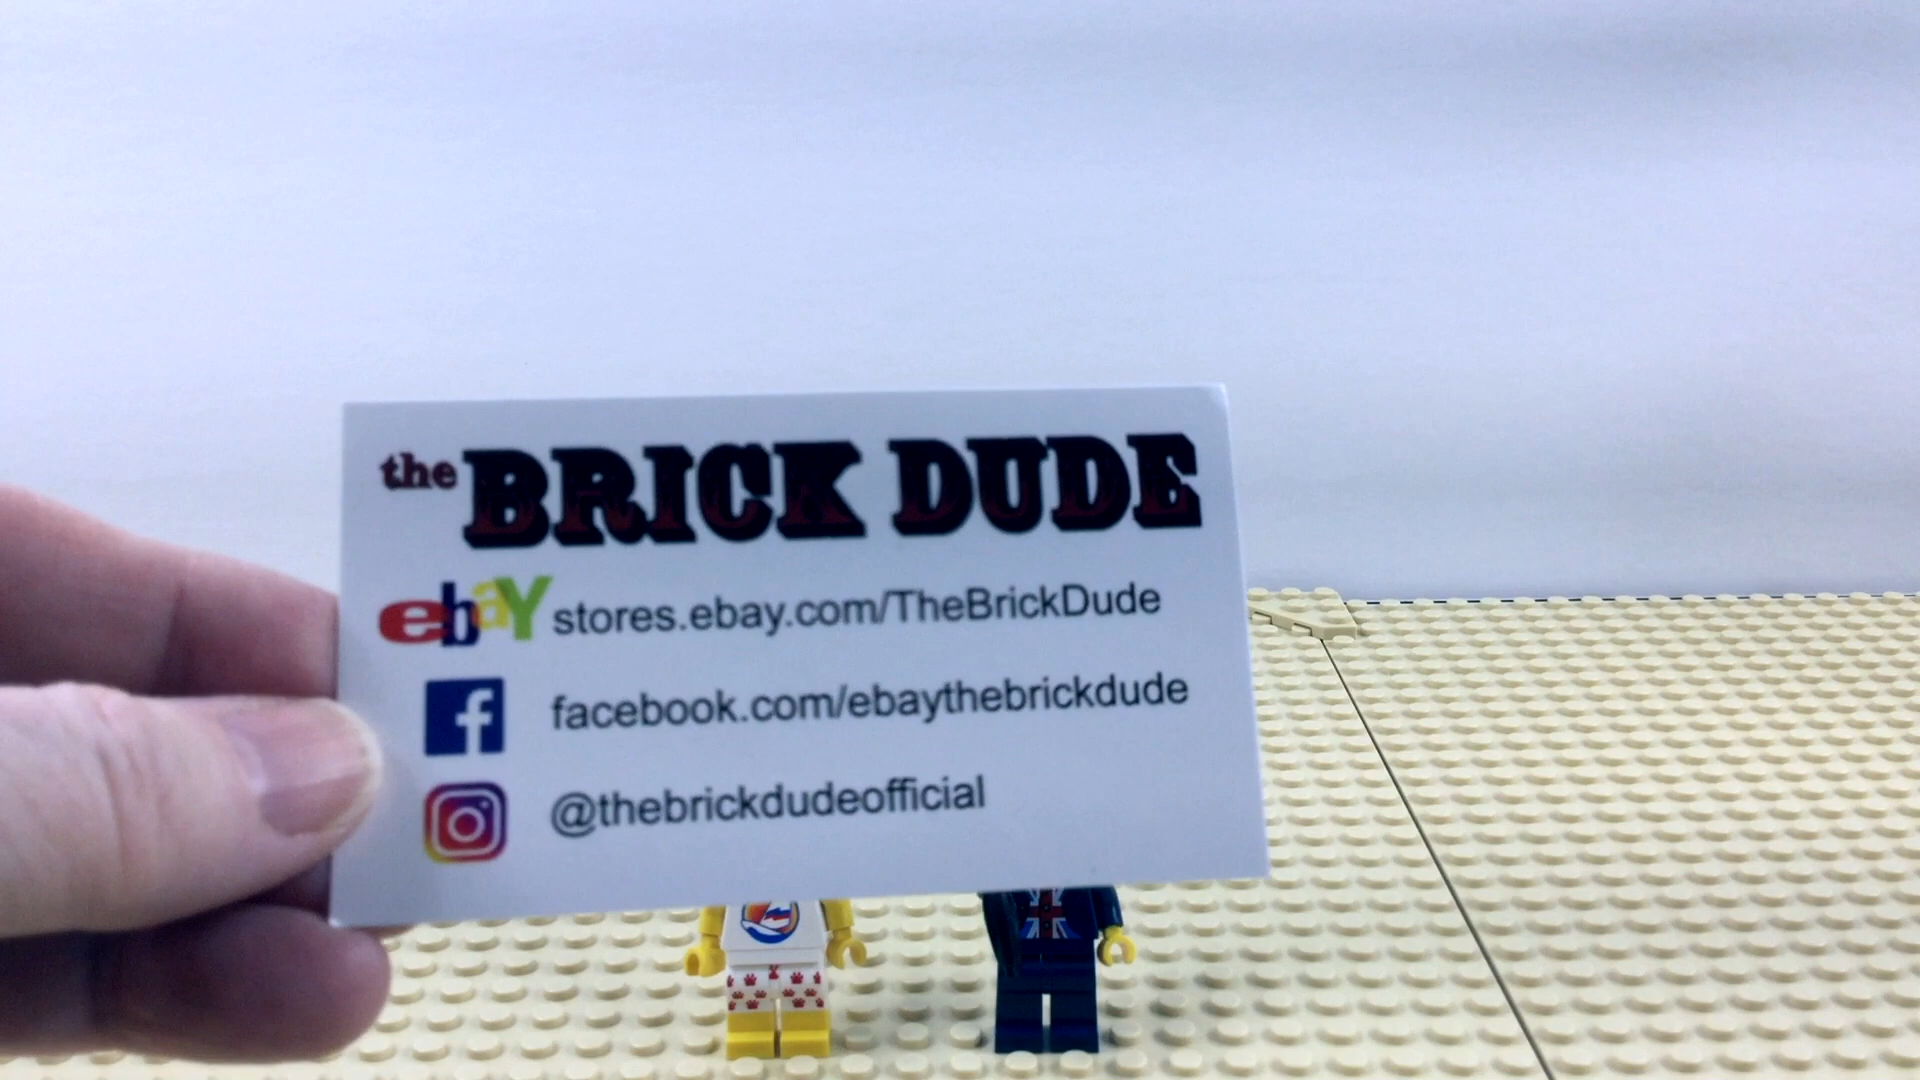 the BRICK DUDE
ebaY stores.ebay.com/TheBrickDude
f facebook.com/ebaythebrickdude
@thebrickdudeofficial